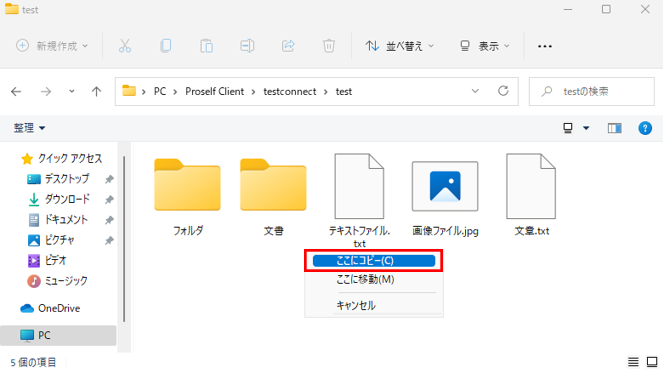 test
新規作成
並べ替え
表示
PC > Proself Client > testconnect > test
testの検索
整理
クイック アクセス
デスクトップ
ダウンロード
ドキュメント
ピクチャ
ビデオ
ミュージック
OneDrive
PC
フォルダ
文書
テキストファイル.
txt
画像ファイル.jpg
文章.txt
ここにコピー(C)
ここに移動(M)
キャンセル
5 個の項目